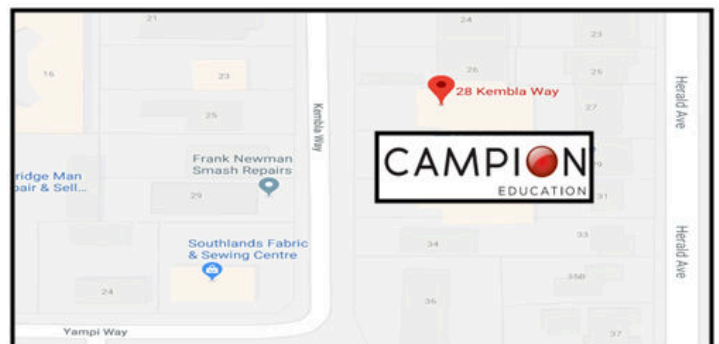 21
24
23
16
23
26
25
28 Kembla Way
25
27
Kembla Way
Herald Ave
CAMPION
EDUCATION
Frank Newman
Smash Repairs
ridge Man
pair & Sell...
29
31
Southlands Fabric
& Sewing Centre
34
33
Herald Ave
35B
24
36
Yampi Way
37